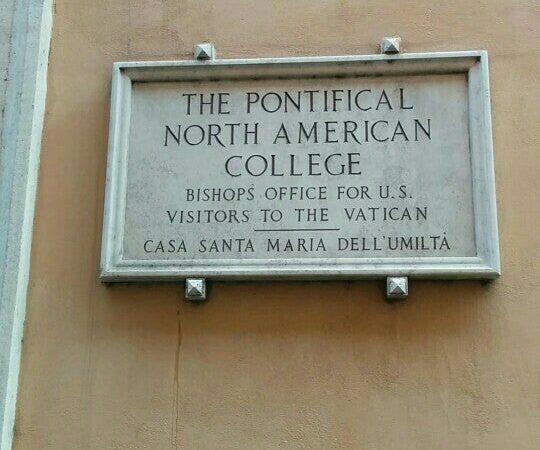 THE PONTIFICAL
NORTH AMERICAN
COLLEGE
BISHOPS OFFICE FOR U.S.
VISITORS TO THE VATICAN
CASA SANTA MARIA DELL'UMILTÀ